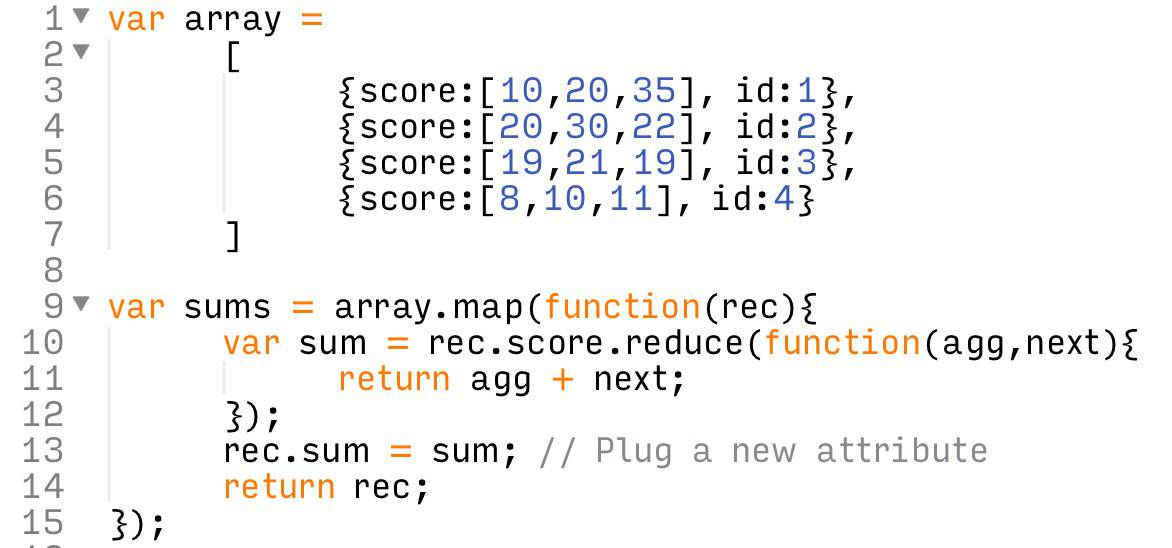 1 var array =
2 [
3 {score:[10,20,35], id:1},
4 {score:[20,30,22], id:2},
5 {score:[19,21,19], id:3},
6 {score:[8,10,11], id:4}
7 ]
8
9 var sums = array.map(function(rec){
10 var sum = rec.score.reduce(function(agg,next){
11 return agg + next;
12 });
13 rec.sum = sum; // Plug a new attribute
14 return rec;
15 });